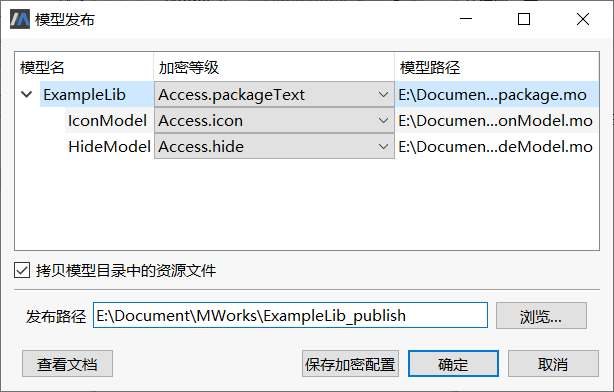 模型发布
模型名 加密等级 模型路径
ExampleLib Access.packageText E:\Documen...package.mo
IconModel Access.icon E:\Documen...onModel.mo
HideModel Access.hide E:\Documen...deModel.mo
拷贝模型目录中的资源文件
发布路径 E:\Document\MWorks\ExampleLib_publish 浏览...
查看文档 保存加密配置 确定 取消